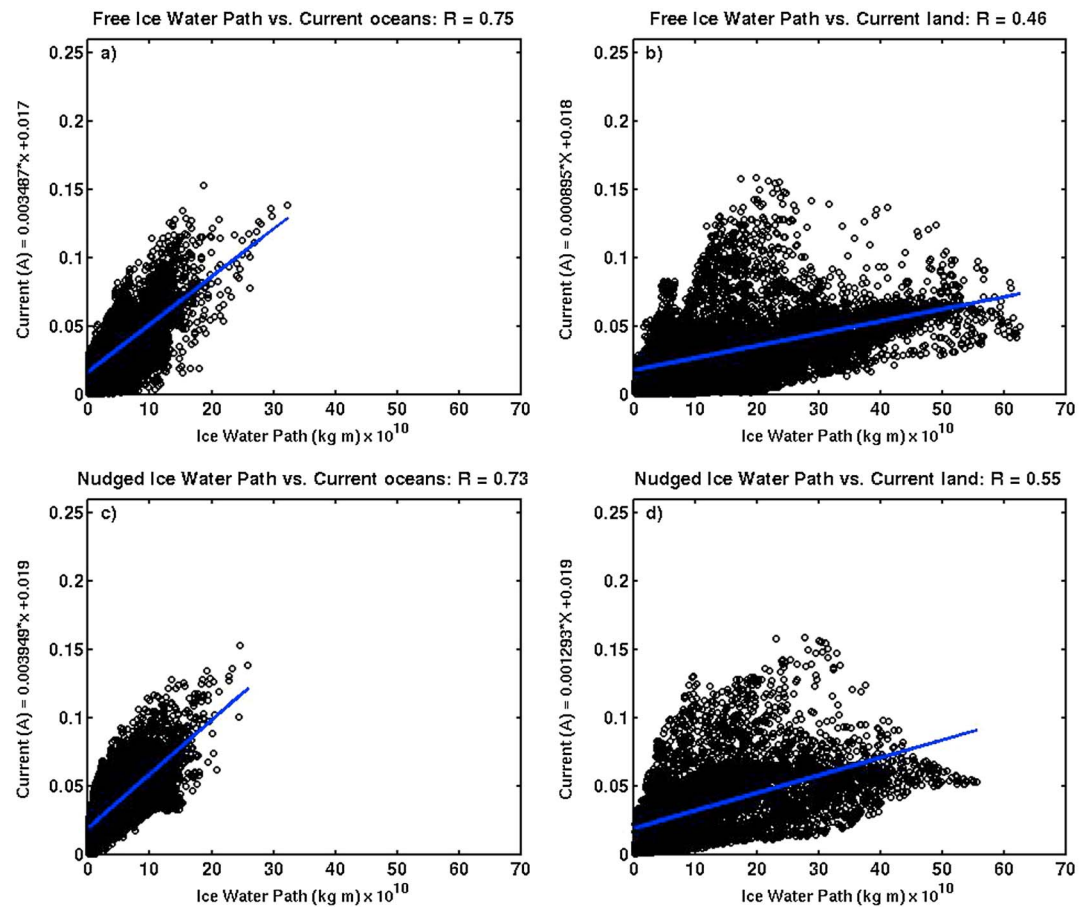 Free Ice Water Path vs. Current oceans: R = 0.75
a)
Current (A) = 0.003487*x +0.017
0.25
0.2
0.15
0.1
0.05
0
0 10 20 30 40 50 60 70
Ice Water Path (kg m) x 10^10
Free Ice Water Path vs. Current land: R = 0.46
b)
Current (A) = 0.000895*X +0.018
0.25
0.2
0.15
0.1
0.05
0
0 10 20 30 40 50 60 70
Ice Water Path (kg m) x 10^10
Nudged Ice Water Path vs. Current oceans: R = 0.73
c)
Current (A) = 0.003949*x +0.019
0.25
0.2
0.15
0.1
0.05
0
0 10 20 30 40 50 60 70
Ice Water Path (kg m) x 10^10
Nudged Ice Water Path vs. Current land: R = 0.55
d)
Current (A) = 0.001293*X +0.019
0.25
0.2
0.15
0.1
0.05
0
0 10 20 30 40 50 60 70
Ice Water Path (kg m) x 10^10